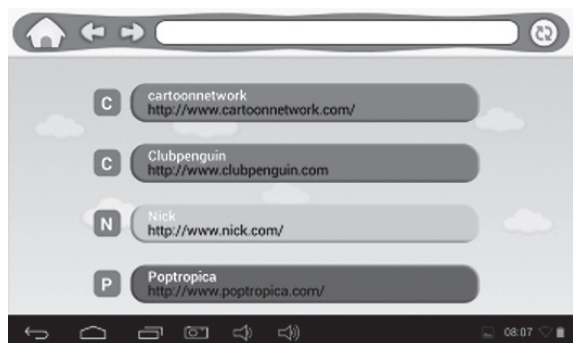 C
cartoonnetwork
http://www.cartoonnetwork.com/
C
Clubpenguin
http://www.clubpenguin.com
N
Nick
http://www.nick.com/
P
Poptropica
http://www.poptropica.com/
08:07